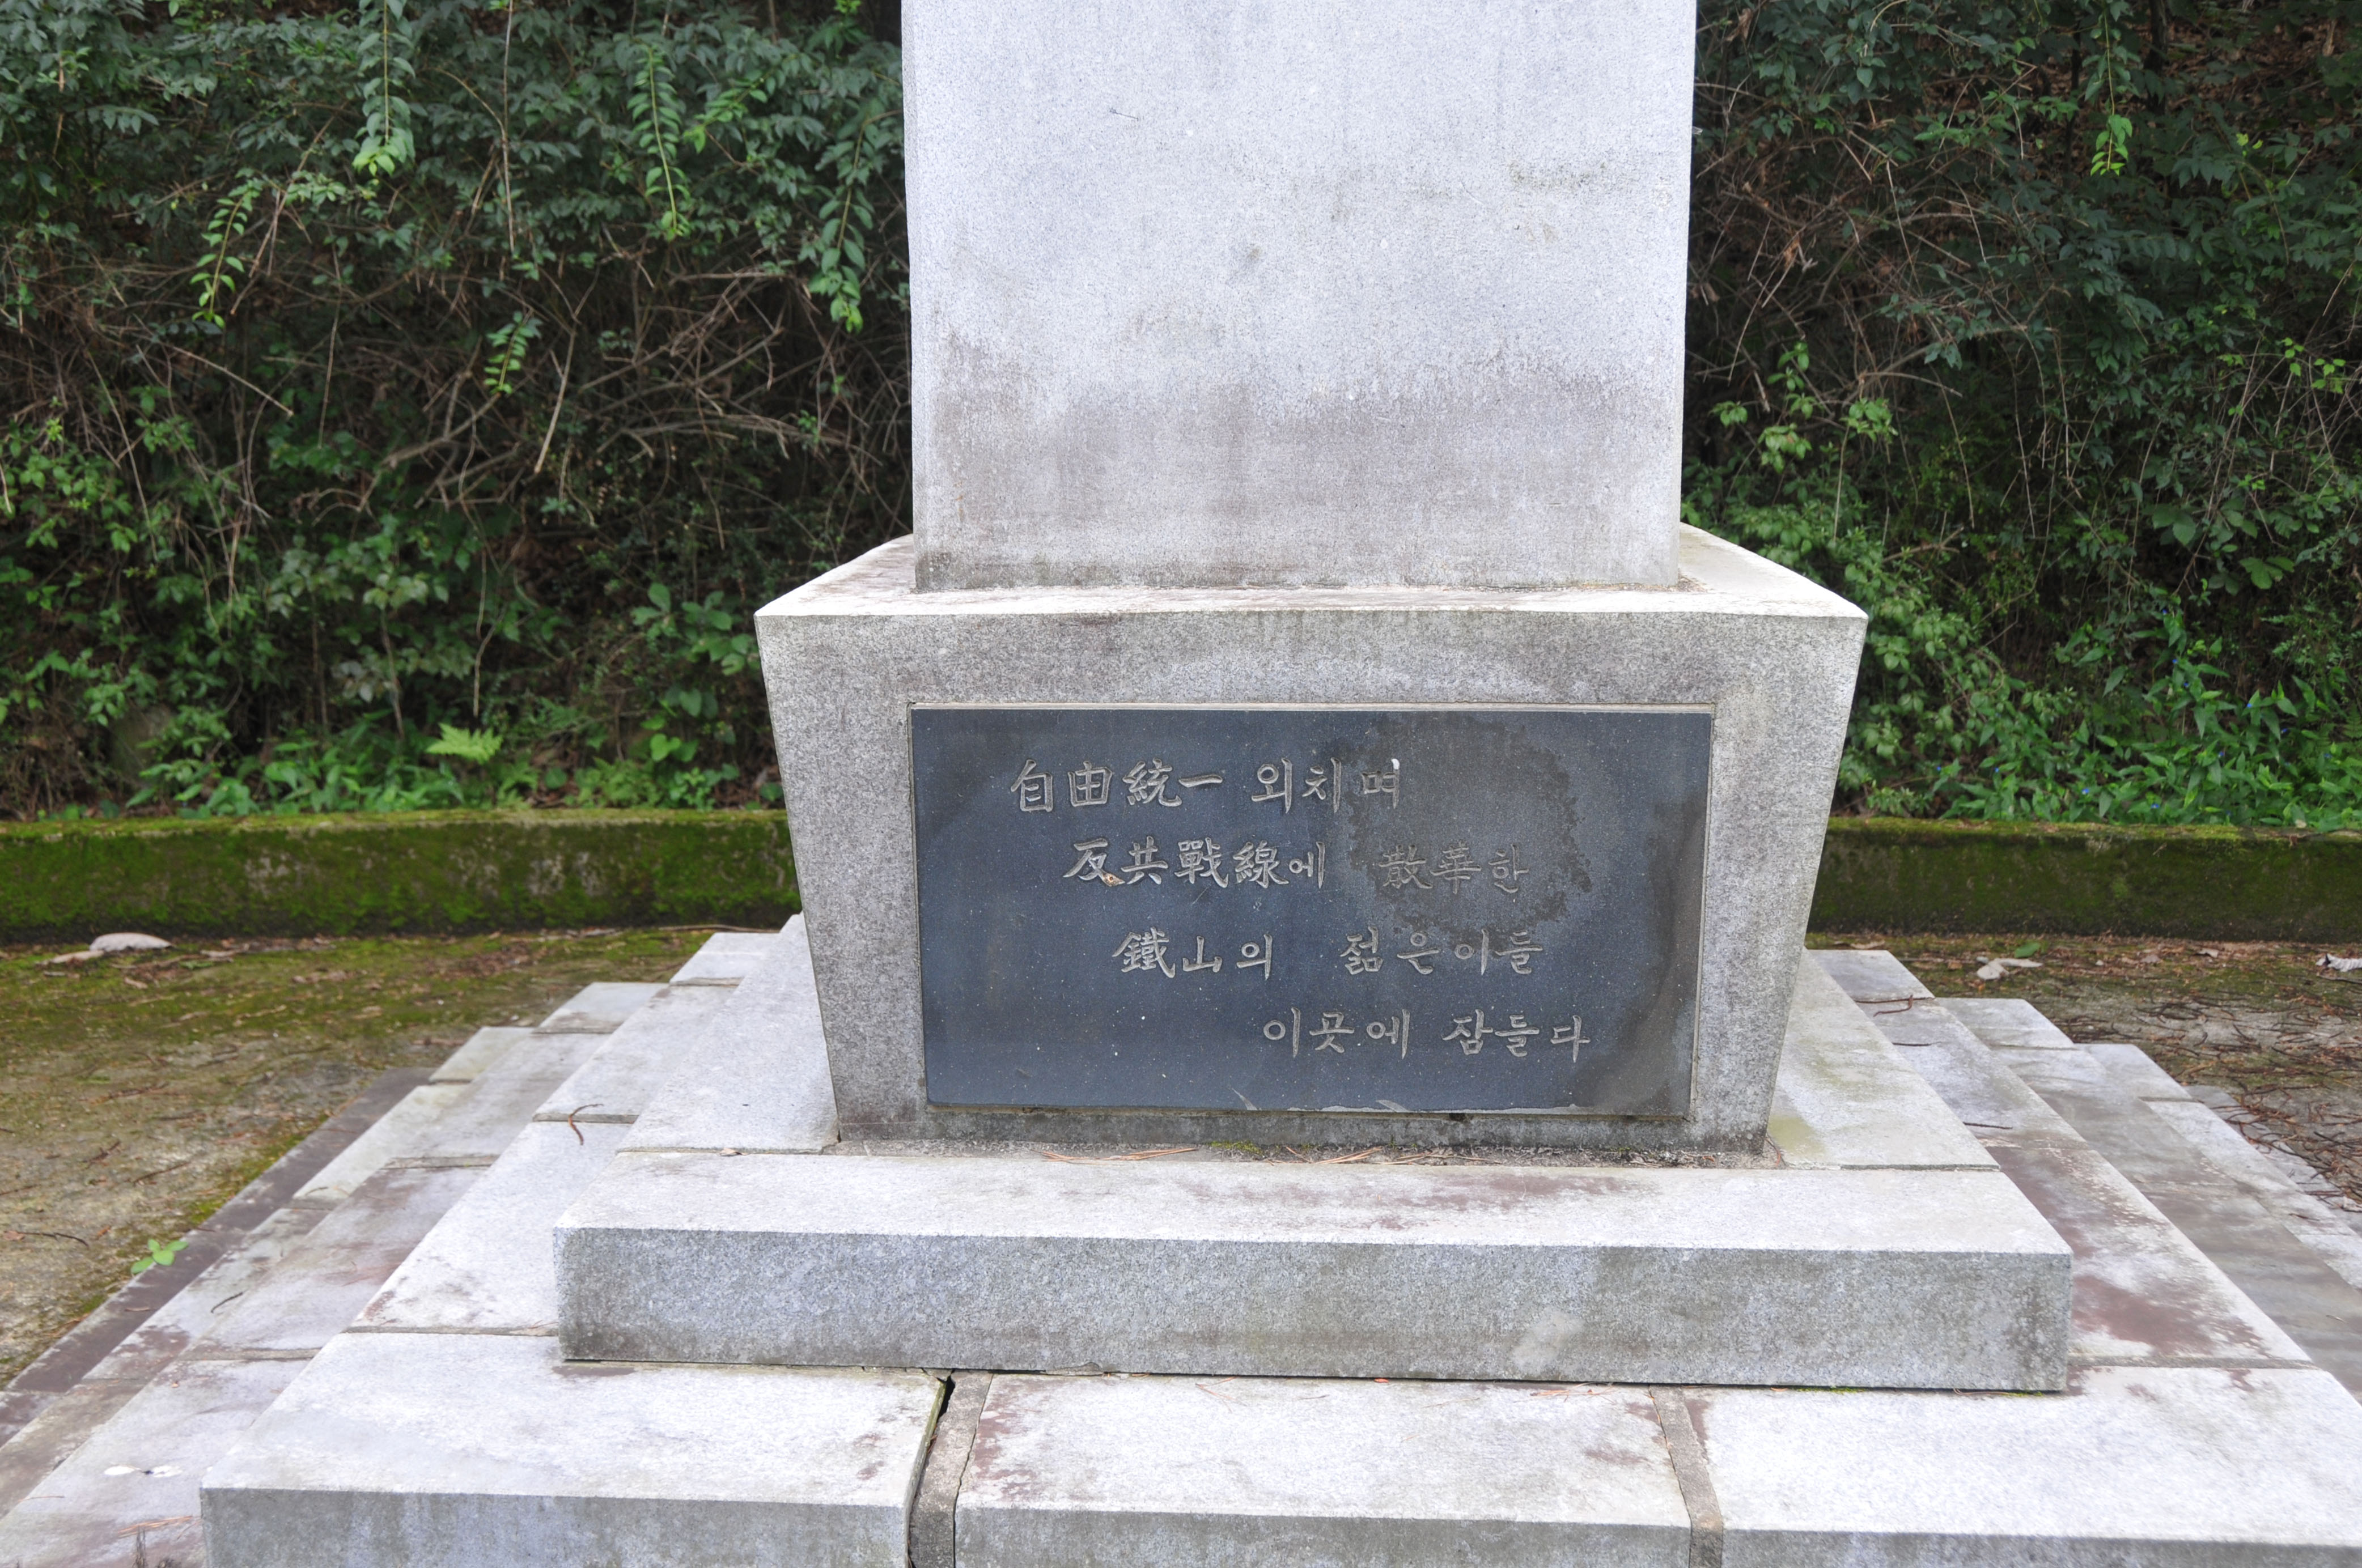 自由統一 외치며
反共戰線에 散華한
鐵山의 젊은이들
이곳에 잠들다